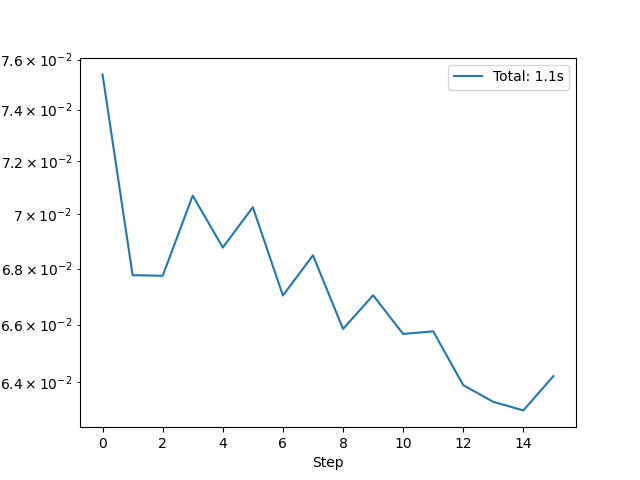 7.6 × 10⁻²
7.4 × 10⁻²
7.2 × 10⁻²
7 × 10⁻²
6.8 × 10⁻²
6.6 × 10⁻²
6.4 × 10⁻²
Total: 1.1s
0 2 4 6 8 10 12 14
Step